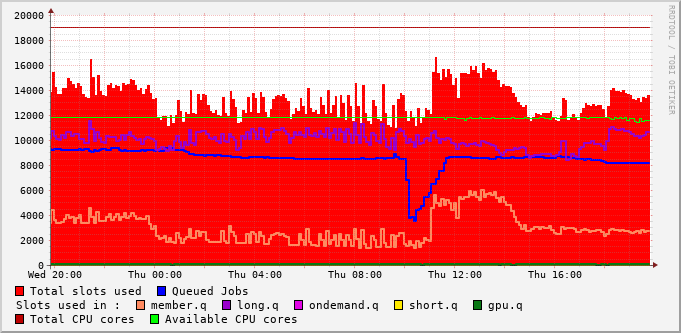 20000
18000
16000
14000
12000
10000
8000
6000
4000
2000
0
Wed 20:00 Thu 00:00 Thu 04:00 Thu 08:00 Thu 12:00 Thu 16:00
Total slots used Queued Jobs
Slots used in : member.q long.q ondemand.q short.q gpu.q
Total CPU cores Available CPU cores
RRDTOOL / TOBI OETIKER